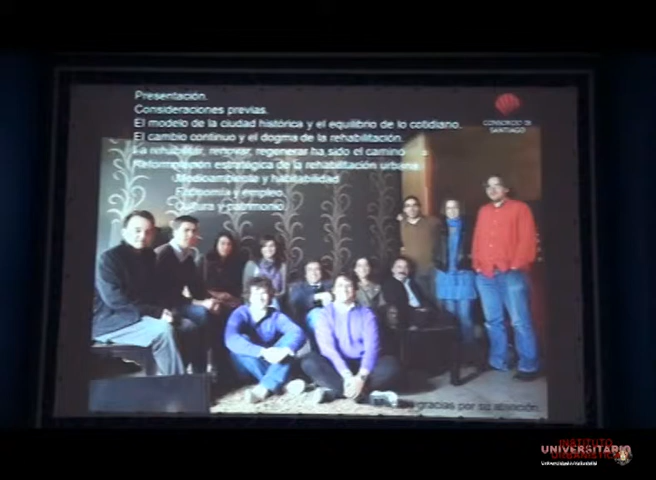 Presentación.
Consideraciones previas.
El modelo de la ciudad histórica y el equilibrio de lo cotidiano.
El cambio continuo y el dogma de la rehabilitación.
La rehabilitar, renovar, regenerar ha sido el camino a
Reformulación estratégica de la rehabilitación urbana
Medioambiente y habitabilidad
Economía y empleo
Cultura y patrimonio
CONSORCIO DE
SANTIAGO
gracias por su atención.
INSTITUTO
UNIVERSITARIO